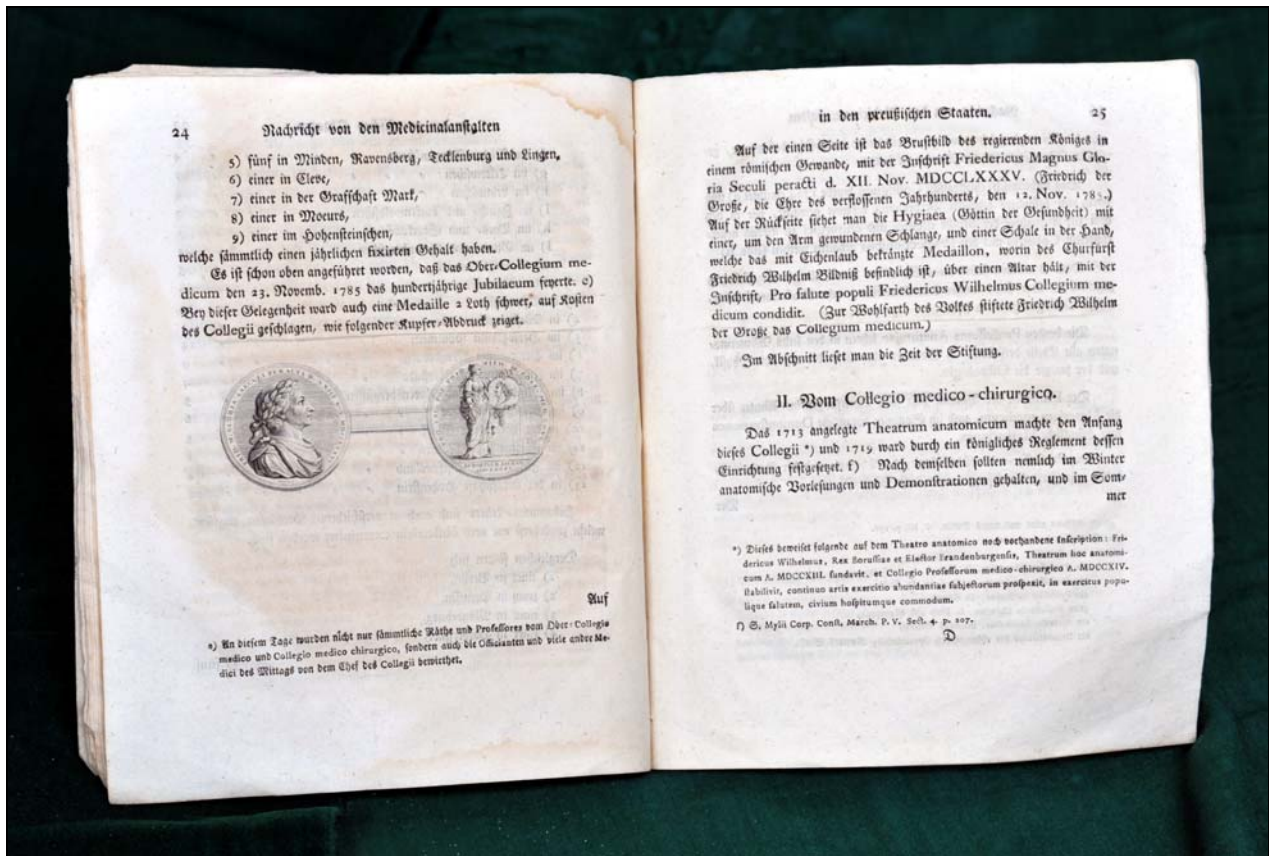 24 Nachricht von den Medicinalanstalten
5) fünf in Minden, Ravensberg, Tecklenburg und Lingen,
6) einer in Cleve,
7) einer in der Grafschaft Mark,
8) einer in Moeurs,
9) einer im Hohensteinschen,
welche sämmtlich einen jährlichen fixirten Gehalt haben.
Es ist schon oben angeführet worden, daß das Ober-Collegium me-
dicum den 23. Novemb. 1785 das hundertjährige Jubilaeum feyerte. e)
Bey dieser Gelegenheit ward auch eine Medaille 2 Loth schwer, auf Kosten
des Collegii geschlagen, wie folgender Kupfer-Abdruck zeiget.
Auf
e) An diesem Tage wurden nicht nur sämmtliche Räthe und Professores vom Ober-Collegio
medico und Collegio medico chirurgico, sondern auch die Officianten und viele andre Me-
dici des Mittags von dem Chef des Collegii bewirthet.
in den preußischen Staaten. 25
Auf der einen Seite ist das Brustbild des regierenden Königes in
einem römischen Gewande, mit der Inschrift Friedericus Magnus Glo-
ria Seculi peracti d. XII. Nov. MDCCLXXXV. (Friedrich der
Große, die Ehre des verflossenen Jahrhunderts, den 12. Nov. 1785.)
Auf der Rückseite siehet man die Hygiaea (Göttin der Gesundheit) mit
einer, um den Arm gewundenen Schlange, und einer Schale in der Hand,
welche das mit Eichenlaub bekränzte Medaillon, worin des Churfürst
Friedrich Wilhelm Bildniß befindlich ist, über einen Altar hält, mit der
Inschrift, Pro salute populi Friedericus Wilhelmus Collegium me-
dicum condidit. (Zur Wohlfarth des Volkes stiftete Friedrich Wilhelm
der Große das Collegium medicum.)
Im Abschnitt lieset man die Zeit der Stiftung.
II. Vom Collegio medico-chirurgico.
Das 1713 angelegte Theatrum anatomicum machte den Anfang
dieses Collegii *) und 1719 ward durch ein königliches Reglement dessen
Einrichtung festgesetzet. f) Nach demselben sollten nemlich im Winter
anatomische Vorlesungen und Demonstrationen gehalten, und im Som-
mer
*) Dieses beweiset folgende auf dem Theatro anatomico noch vorhandene Inscription: Fri-
dericus Wilhelmus, Rex Borussiae et Elector Brandenburgensis, Theatrum hoc anatomi-
cum A. MDCCXIII. fundavit, et Collegio Professorum medico-chirurgico A. MDCCXIV.
stabilivit, continuo artis exercitio abundantiae subjectorum prospexit, in exercitus popu-
lique salutem, civium hospitumque commodum.
f) S. Mylii Corp. Const. March. P. V. Sect. 4. p. 207.
D